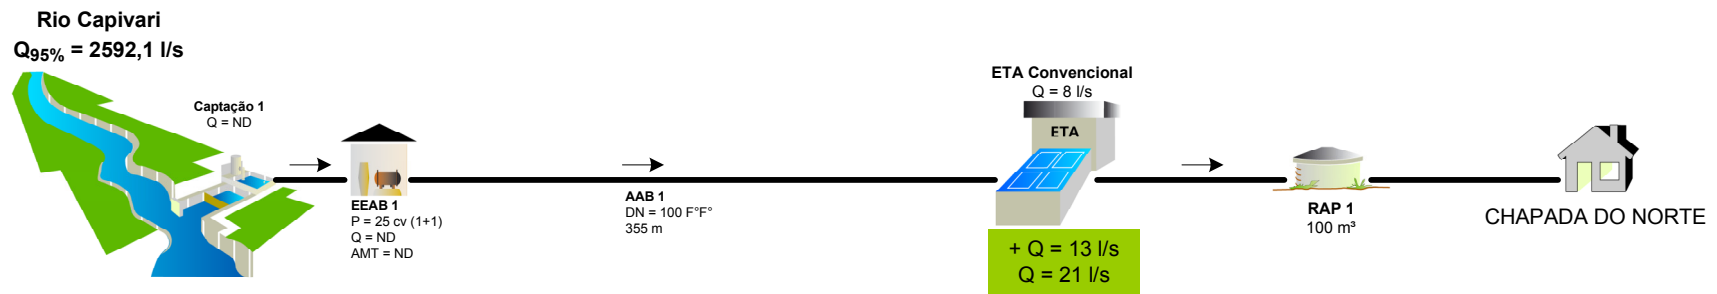 Rio Capivari
Q95% = 2592,1 l/s
Captação 1
Q = ND
EEAB 1
P = 25 cv (1+1)
Q = ND
AMT = ND
AAB 1
DN = 100 F°F°
355 m
ETA Convencional
Q = 8 l/s
ETA
+ Q = 13 l/s
Q = 21 l/s
RAP 1
100 m³
CHAPADA DO NORTE